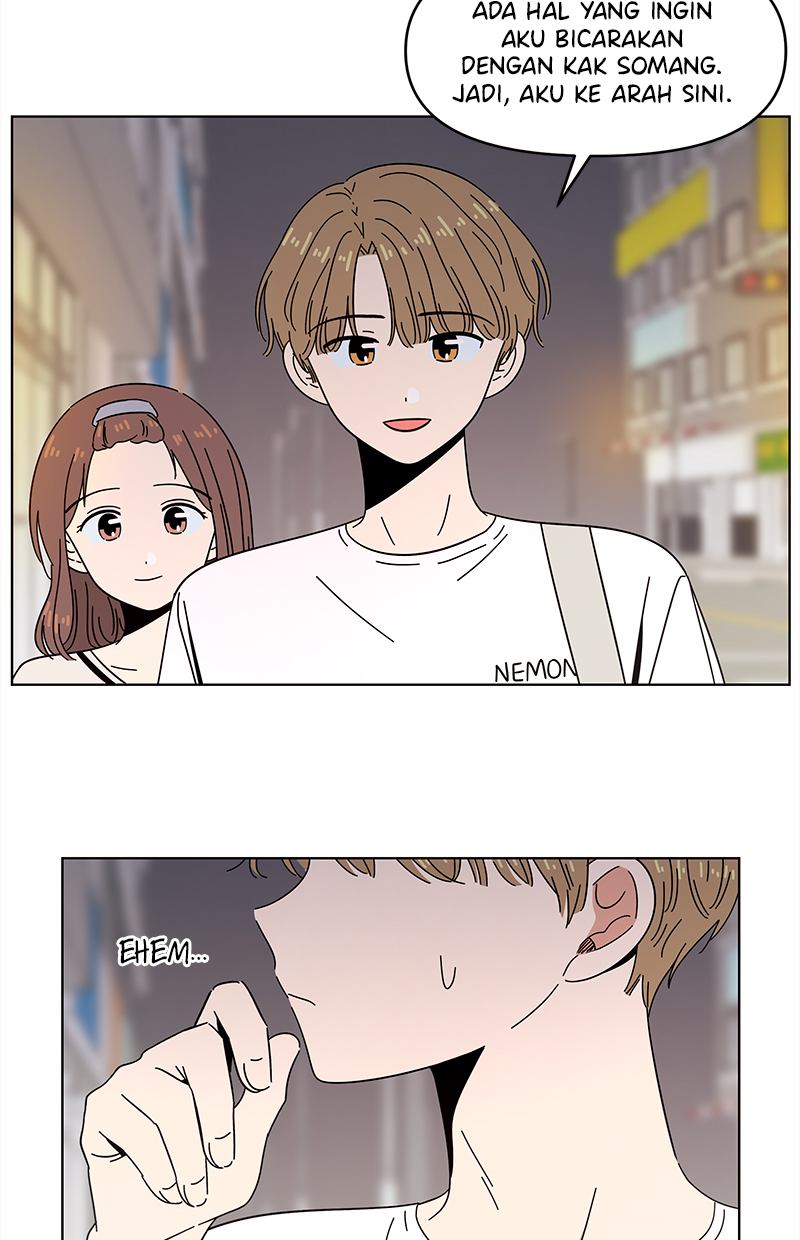 ADA HAL YANG INGIN
AKU BICARAKAN
DENGAN KAK SOMANG.
JADI, AKU KE ARAH SINI.
NEMON
EHEM...